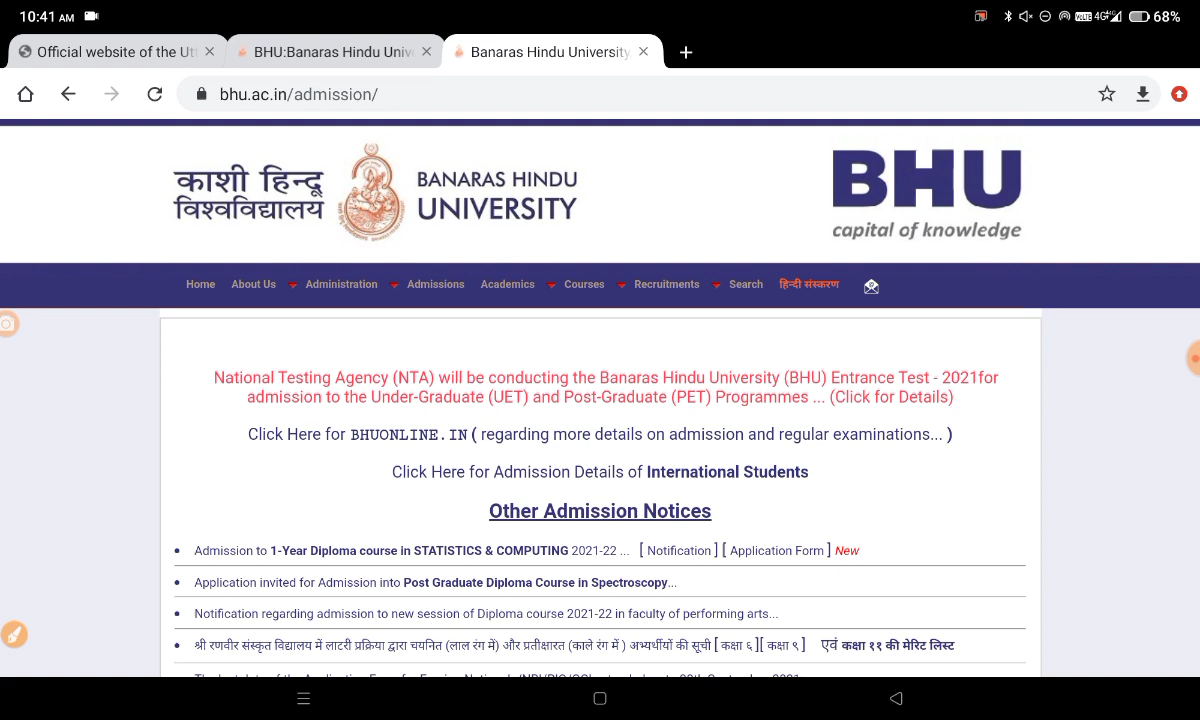 10:41 AM
VOLTE 4G 4G 68%
Official website of the Ut
BHU:Banaras Hindu Univ
Banaras Hindu University
bhu.ac.in/admission/
काशी हिन्दू
विश्वविद्यालय
BANARAS HINDU
UNIVERSITY
BHU
capital of knowledge
Home About Us Administration Admissions Academics Courses Recruitments Search हिन्दी संस्करण
National Testing Agency (NTA) will be conducting the Banaras Hindu University (BHU) Entrance Test - 2021for
admission to the Under-Graduate (UET) and Post-Graduate (PET) Programmes ... (Click for Details)
Click Here for BHUONLINE.IN ( regarding more details on admission and regular examinations... )
Click Here for Admission Details of International Students
Other Admission Notices
Admission to 1-Year Diploma course in STATISTICS & COMPUTING 2021-22 ... [ Notification ] [ Application Form ] New
Application invited for Admission into Post Graduate Diploma Course in Spectroscopy...
Notification regarding admission to new session of Diploma course 2021-22 in faculty of performing arts...
श्री रणवीर संस्कृत विद्यालय में लाटरी प्रक्रिया द्वारा चयनित (लाल रंग में) और प्रतीक्षारत (काले रंग में ) अभ्यर्थीयों की सूची [ कक्षा ६ ][ कक्षा ९ ] एवं कक्षा ११ की मेरिट लिस्ट